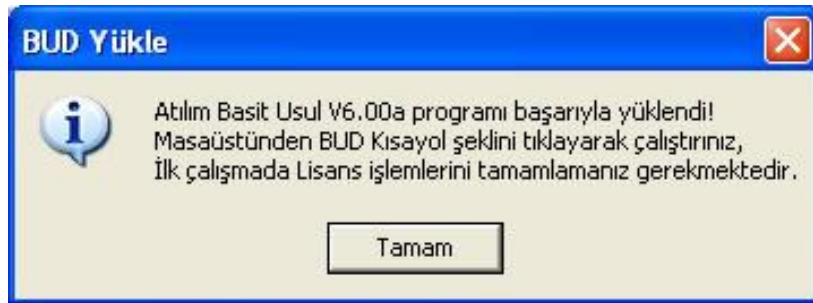 BUD Yükle
Atılım Basit Usul V6.00a programı başarıyla yüklendi!
Masaüstünden BUD Kısayol şeklini tıklayarak çalıştırınız,
İlk çalışmada Lisans işlemlerini tamamlamanız gerekmektedir.
Tamam